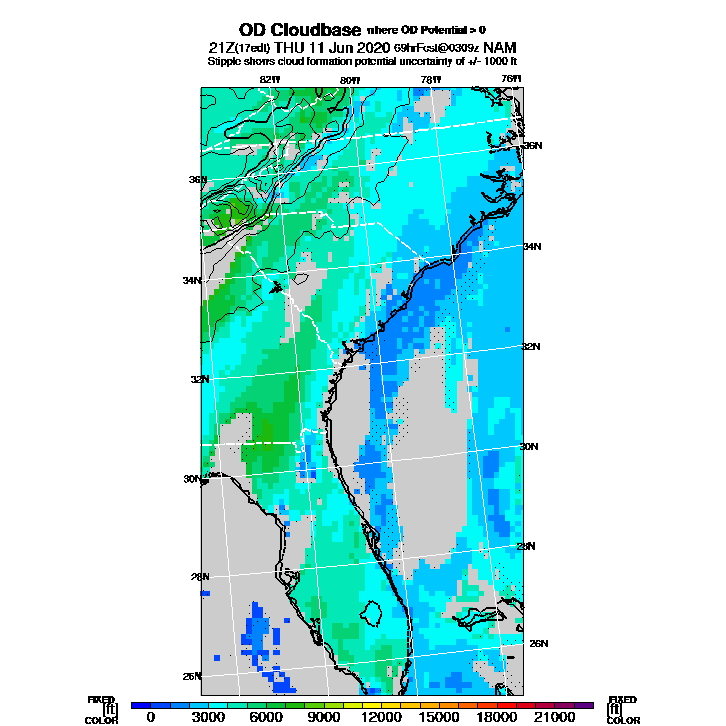 OD Cloudbase where OD Potential > 0
21Z(17edt) THU 11 Jun 2020 69hrFcst@0309z NAM
Stipple shows cloud formation potential uncertainty of +/- 1000 ft
82W 80W 78W 76W
36N
36N
34N
34N
32N
32N
30N
30N
28N
28N
26N
26N
FIXED [ft] COLOR
0 3000 6000 9000 12000 15000 18000 21000
FIXED [ft] COLOR